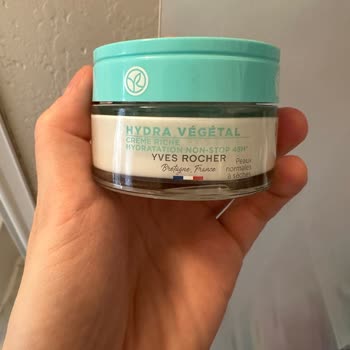 HYDRA VÉGÉTAL
CRÈME RICHE
HYDRATATION NON-STOP 48H*
YVES ROCHER
Bretagne, France
Peaux
normales
à sèches